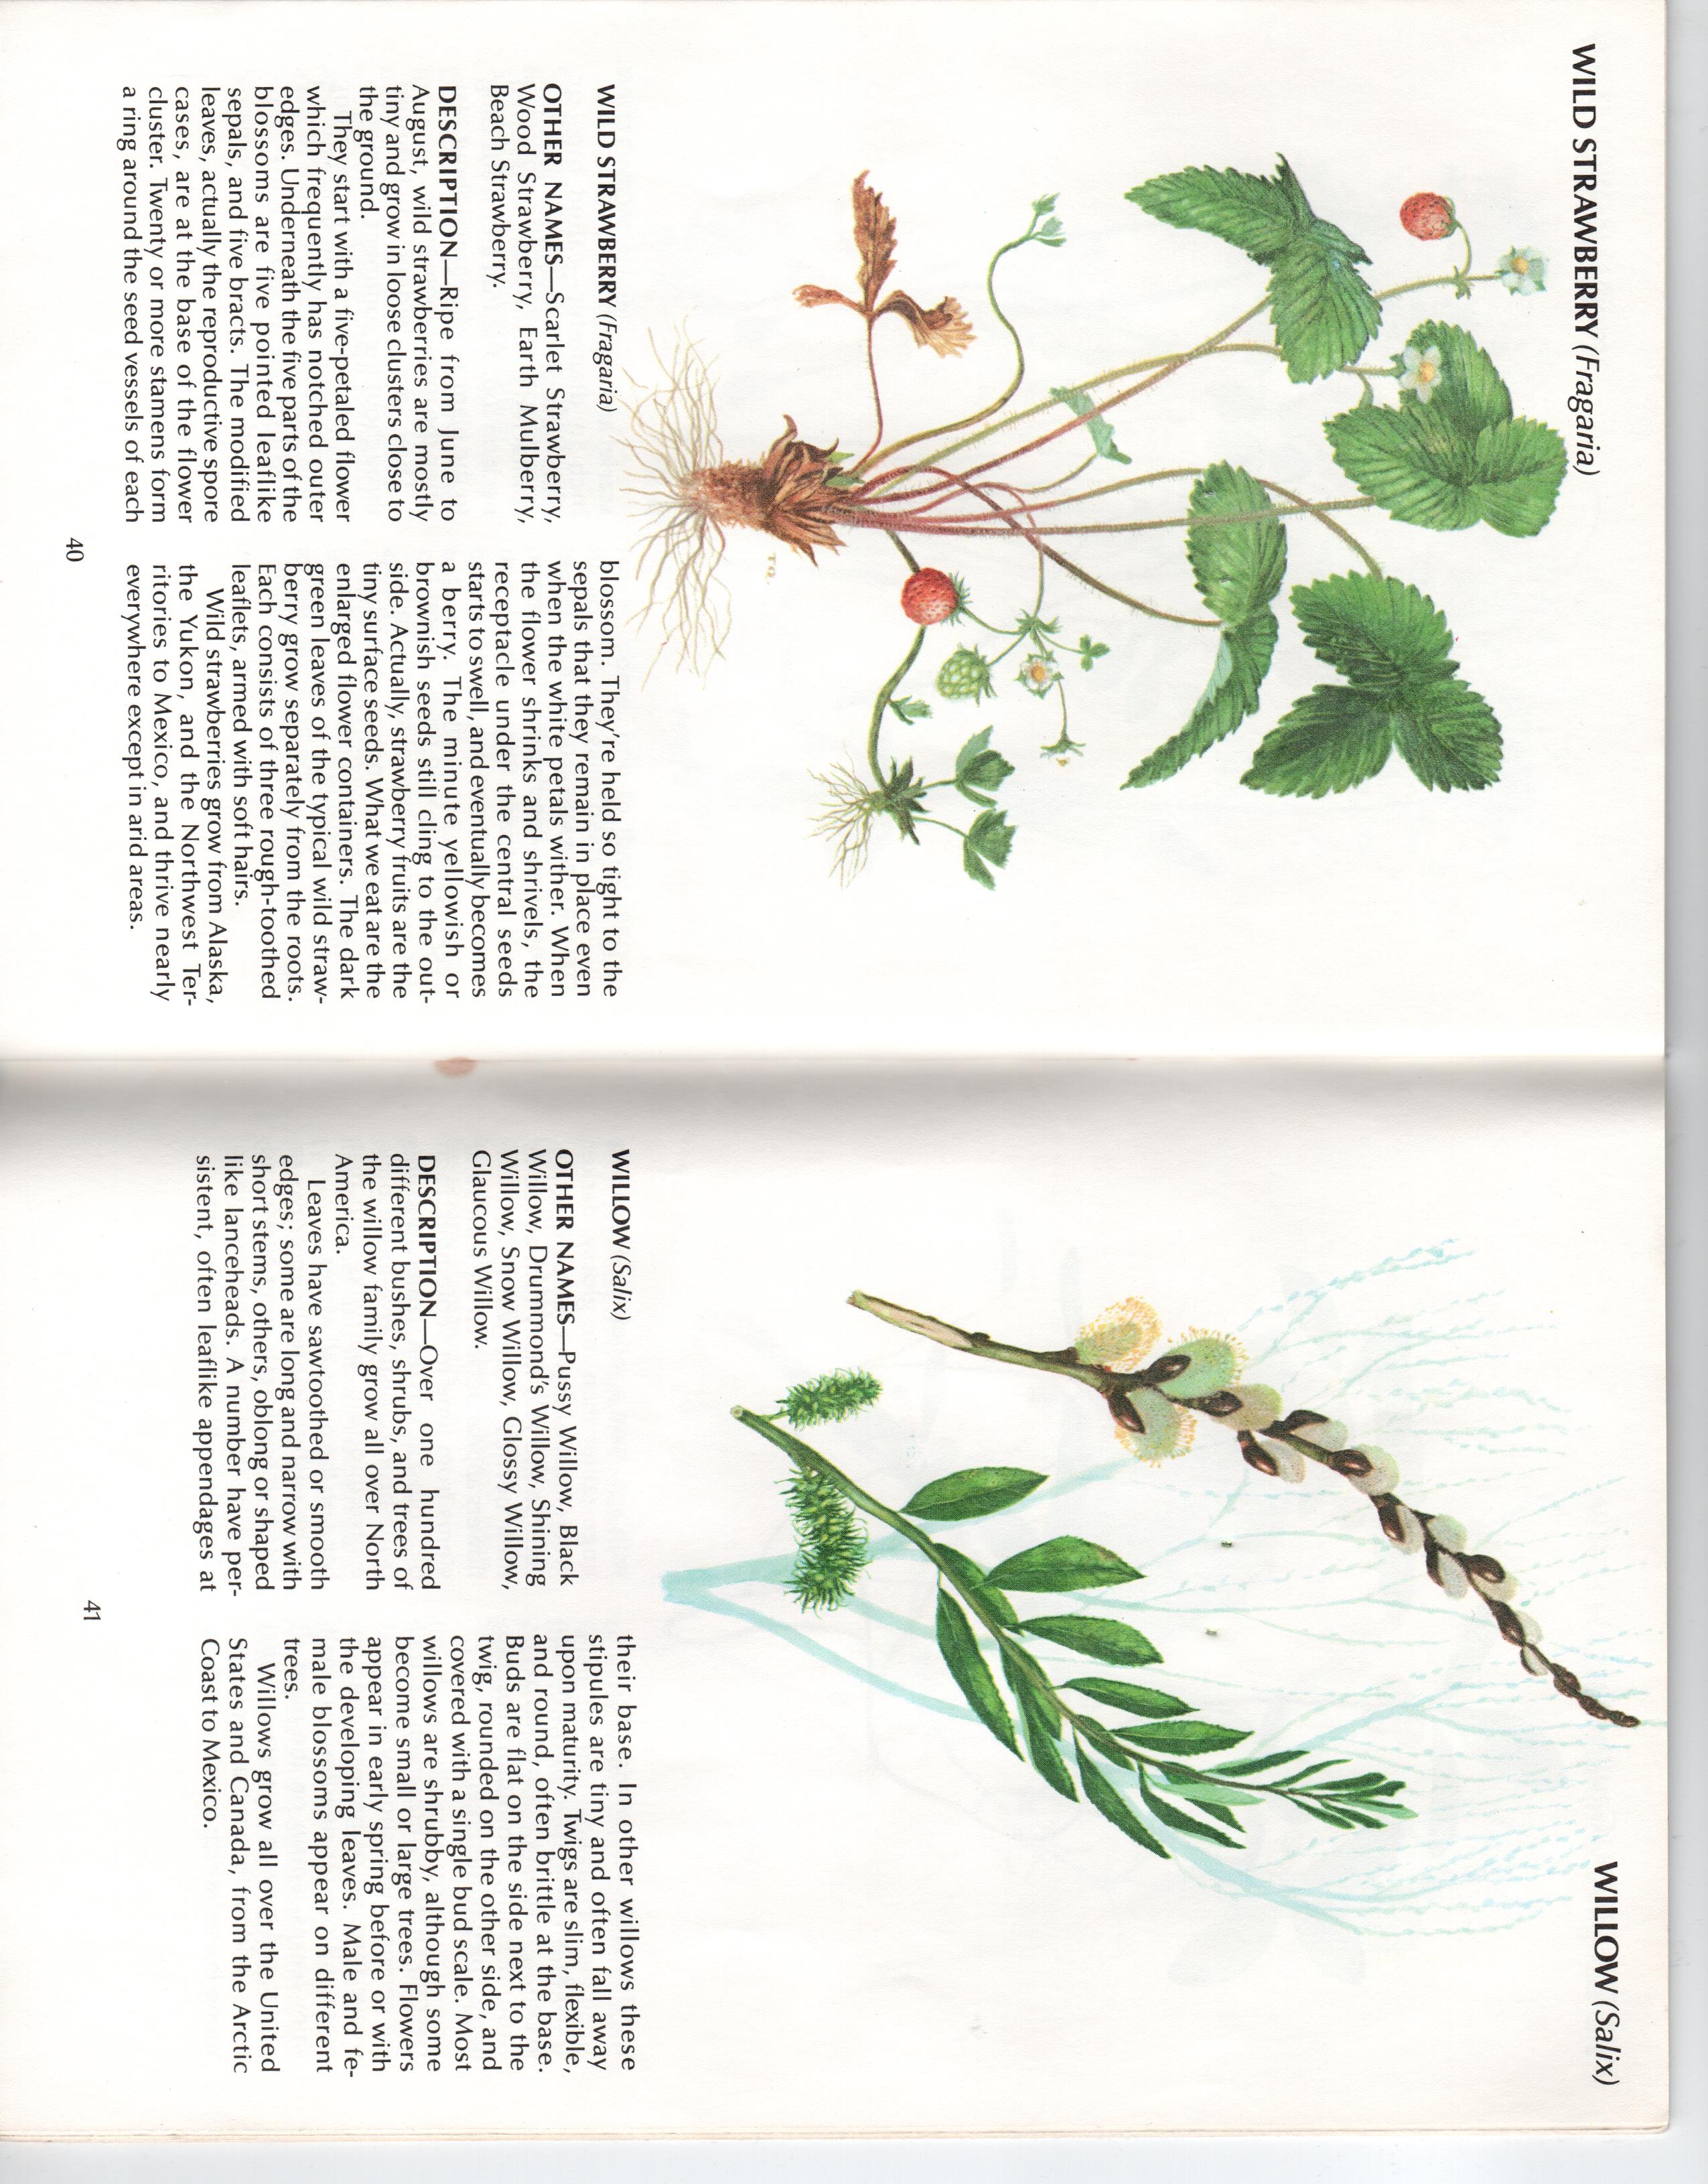 WILD STRAWBERRY (Fragaria)
TQ.
WILD STRAWBERRY (Fragaria)
OTHER NAMES—Scarlet Strawberry,
Wood Strawberry, Earth Mulberry,
Beach Strawberry.
DESCRIPTION—Ripe from June to
August, wild strawberries are mostly
tiny and grow in loose clusters close to
the ground.
They start with a five-petaled flower
which frequently has notched outer
edges. Underneath the five parts of the
blossoms are five pointed leaflike
sepals, and five bracts. The modified
leaves, actually the reproductive spore
cases, are at the base of the flower
cluster. Twenty or more stamens form
a ring around the seed vessels of each
blossom. They're held so tight to the
sepals that they remain in place even
when the white petals wither. When
the flower shrinks and shrivels, the
receptacle under the central seeds
starts to swell, and eventually becomes
a berry. The minute yellowish or
brownish seeds still cling to the out-
side. Actually, strawberry fruits are the
tiny surface seeds. What we eat are the
enlarged flower containers. The dark
green leaves of the typical wild straw-
berry grow separately from the roots.
Each consists of three rough-toothed
leaflets, armed with soft hairs.
Wild strawberries grow from Alaska,
the Yukon, and the Northwest Ter-
ritories to Mexico, and thrive nearly
everywhere except in arid areas.
40
WILLOW (Salix)
WILLOW (Salix)
OTHER NAMES—Pussy Willow, Black
Willow, Drummond's Willow, Shining
Willow, Snow Willow, Glossy Willow,
Glaucous Willow.
DESCRIPTION—Over one hundred
different bushes, shrubs, and trees of
the willow family grow all over North
America.
Leaves have sawtoothed or smooth
edges; some are long and narrow with
short stems, others, oblong or shaped
like lanceheads. A number have per-
sistent, often leaflike appendages at
their base. In other willows these
stipules are tiny and often fall away
upon maturity. Twigs are slim, flexible,
and round, often brittle at the base.
Buds are flat on the side next to the
twig, rounded on the other side, and
covered with a single bud scale. Most
willows are shrubby, although some
become small or large trees. Flowers
appear in early spring before or with
the developing leaves. Male and fe-
male blossoms appear on different
trees.
Willows grow all over the United
States and Canada, from the Arctic
Coast to Mexico.
41